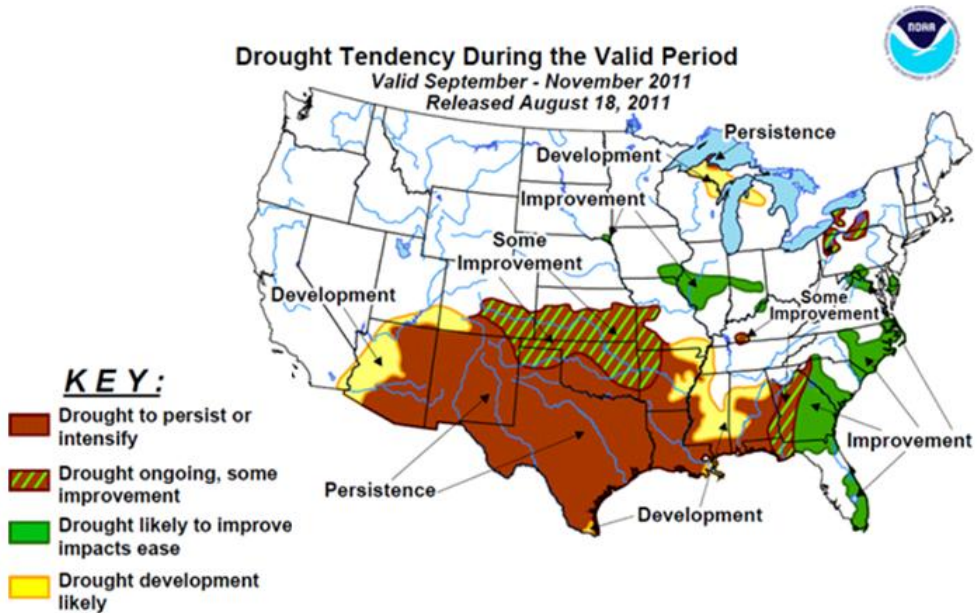 NOAA
Drought Tendency During the Valid Period
Valid September - November 2011
Released August 18, 2011
Persistence
Development
Improvement
Some
Improvement
Development
Some
Improvement
KEY:
Drought to persist or
intensify
Improvement
Drought ongoing, some
improvement
Persistence
Development
Drought likely to improve
impacts ease
Drought development
likely